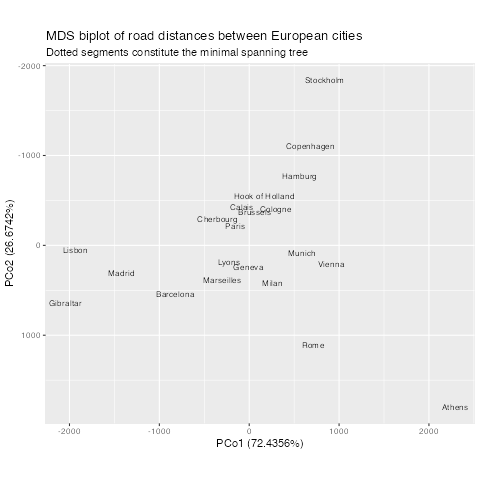 MDS biplot of road distances between European cities
Dotted segments constitute the minimal spanning tree
-2000
Stockholm
Copenhagen
-1000
Hamburg
Hook of Holland
Calais
Cologne
Brussels
Cherbourg
Paris
0
Lisbon
Munich
Lyons
Vienna
Geneva
Madrid
Marseilles
Milan
Barcelona
Gibraltar
1000
Rome
Athens
-2000
-1000
0
1000
2000
PCo1 (72.4356%)
PCo2 (26.6742%)